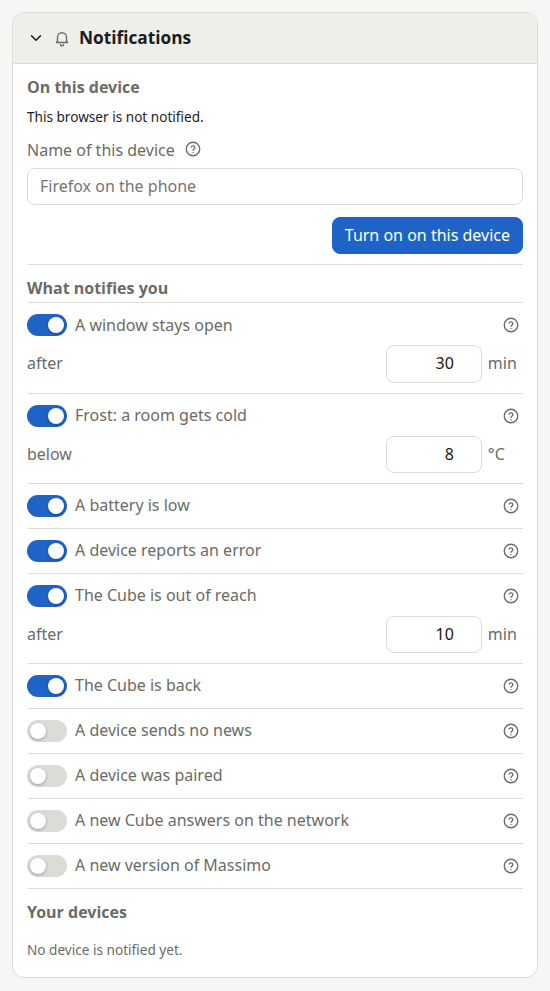 Notifications
On this device
This browser is not notified.
Name of this device
Firefox on the phone
Turn on on this device
What notifies you
A window stays open
after 30 min
Frost: a room gets cold
below 8 °C
A battery is low
A device reports an error
The Cube is out of reach
after 10 min
The Cube is back
A device sends no news
A device was paired
A new Cube answers on the network
A new version of Massimo
Your devices
No device is notified yet.